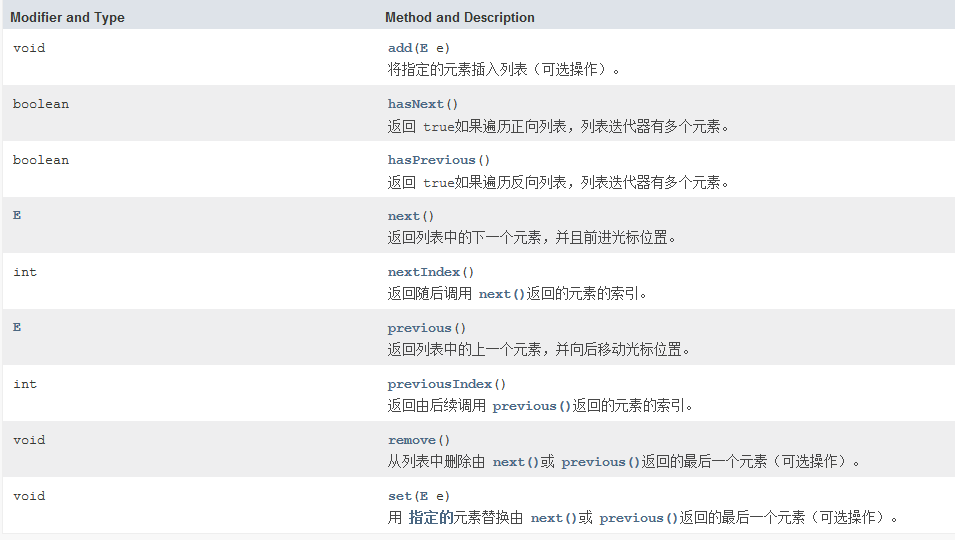 Modifier and Type Method and Description
void add(E e)
将指定的元素插入列表（可选操作）。
boolean hasNext()
返回 true如果遍历正向列表，列表迭代器有多个元素。
boolean hasPrevious()
返回 true如果遍历反向列表，列表迭代器有多个元素。
E next()
返回列表中的下一个元素，并且前进光标位置。
int nextIndex()
返回随后调用 next()返回的元素的索引。
E previous()
返回列表中的上一个元素，并向后移动光标位置。
int previousIndex()
返回由后续调用 previous()返回的元素的索引。
void remove()
从列表中删除由 next()或 previous()返回的最后一个元素（可选操作）。
void set(E e)
用 指定的元素替换由 next()或 previous()返回的最后一个元素（可选操作）。